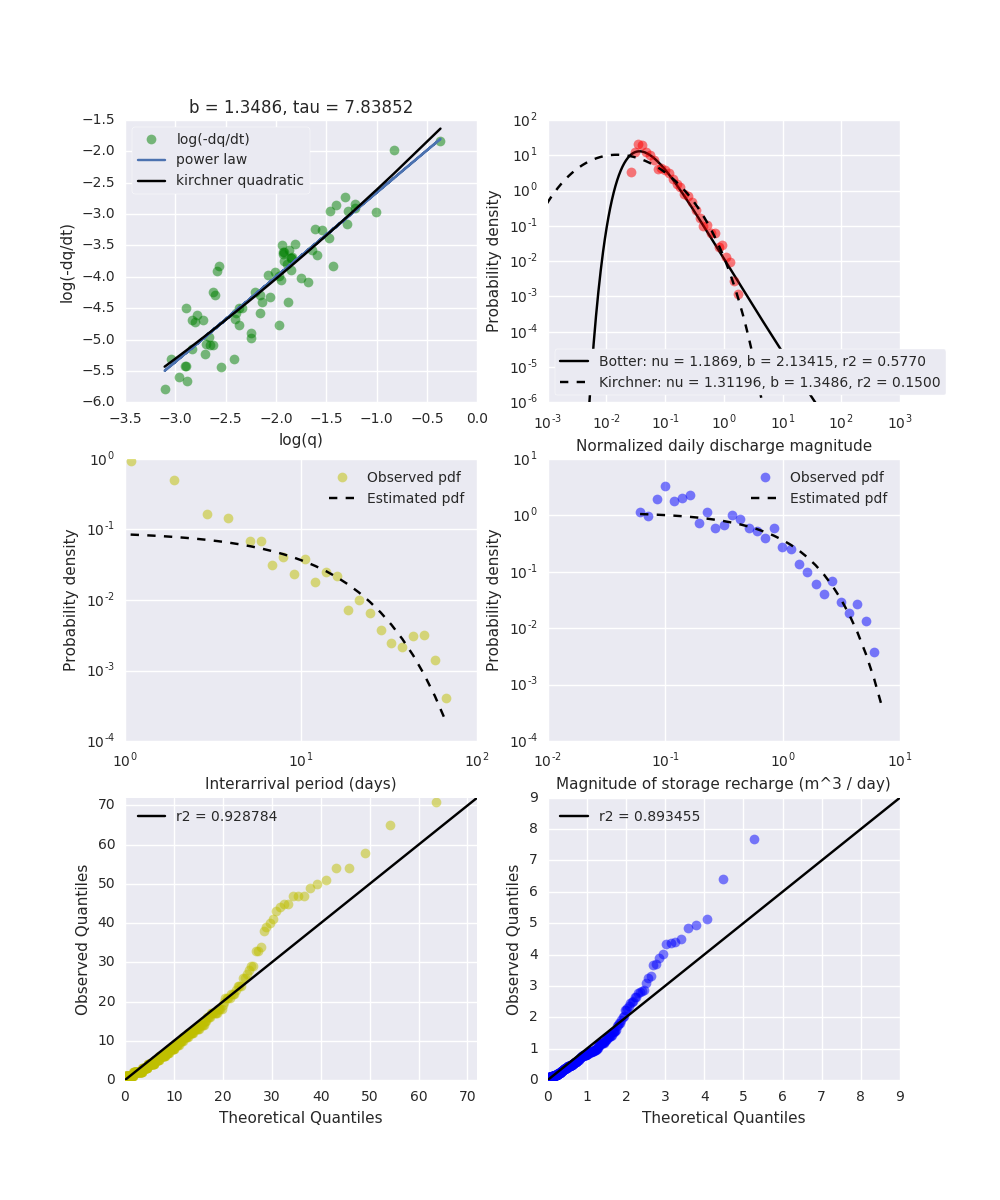 b = 1.3486, tau = 7.83852
log(-dq/dt)
power law
kirchner quadratic
−1.5
−2.0
−2.5
−3.0
−3.5
−4.0
−4.5
−5.0
−5.5
−6.0
log(-dq/dt)
−3.5 −3.0 −2.5 −2.0 −1.5 −1.0 −0.5 0.0
log(q)
10^2
10^1
10^0
10^-1
10^-2
10^-3
10^-4
10^-5
10^-6
Probability density
Botter: nu = 1.1869, b = 2.13415, r2 = 0.5770
Kirchner: nu = 1.31196, b = 1.3486, r2 = 0.1500
10^-3 10^-2 10^-1 10^0 10^1 10^2 10^3
Normalized daily discharge magnitude
10^0
10^-1
10^-2
10^-3
10^-4
Probability density
Observed pdf
Estimated pdf
10^0 10^1 10^2
Interarrival period (days)
10^1
10^0
10^-1
10^-2
10^-3
10^-4
Probability density
Observed pdf
Estimated pdf
10^-2 10^-1 10^0 10^1
Magnitude of storage recharge (m^3 / day)
70
60
50
40
30
20
10
0
Observed Quantiles
r2 = 0.928784
0 10 20 30 40 50 60 70
Theoretical Quantiles
9
8
7
6
5
4
3
2
1
0
Observed Quantiles
r2 = 0.893455
0 1 2 3 4 5 6 7 8 9
Theoretical Quantiles